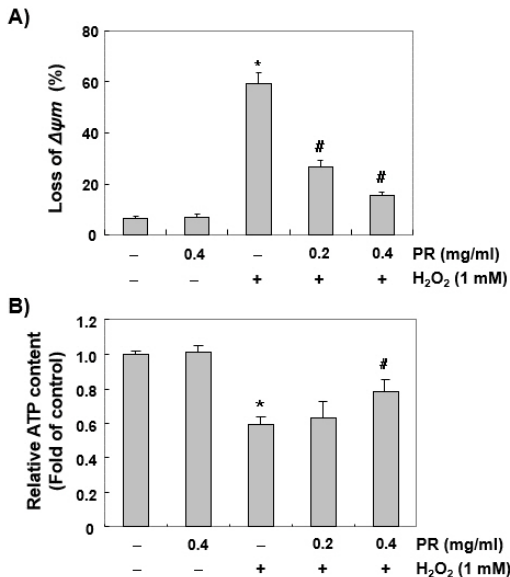 A)
80
60
40
20
0
Loss of Δψm (%)
*
#
#
– 0.4 – 0.2 0.4 PR (mg/ml)
– – + + + H₂O₂ (1 mM)
B)
1.2
1.0
0.8
0.6
0.4
0.2
0
Relative ATP content
(Fold of control)
*
#
– 0.4 – 0.2 0.4 PR (mg/ml)
– – + + + H₂O₂ (1 mM)